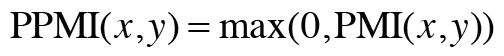 PPMI(x,y) = max(0,PMI(x,y))